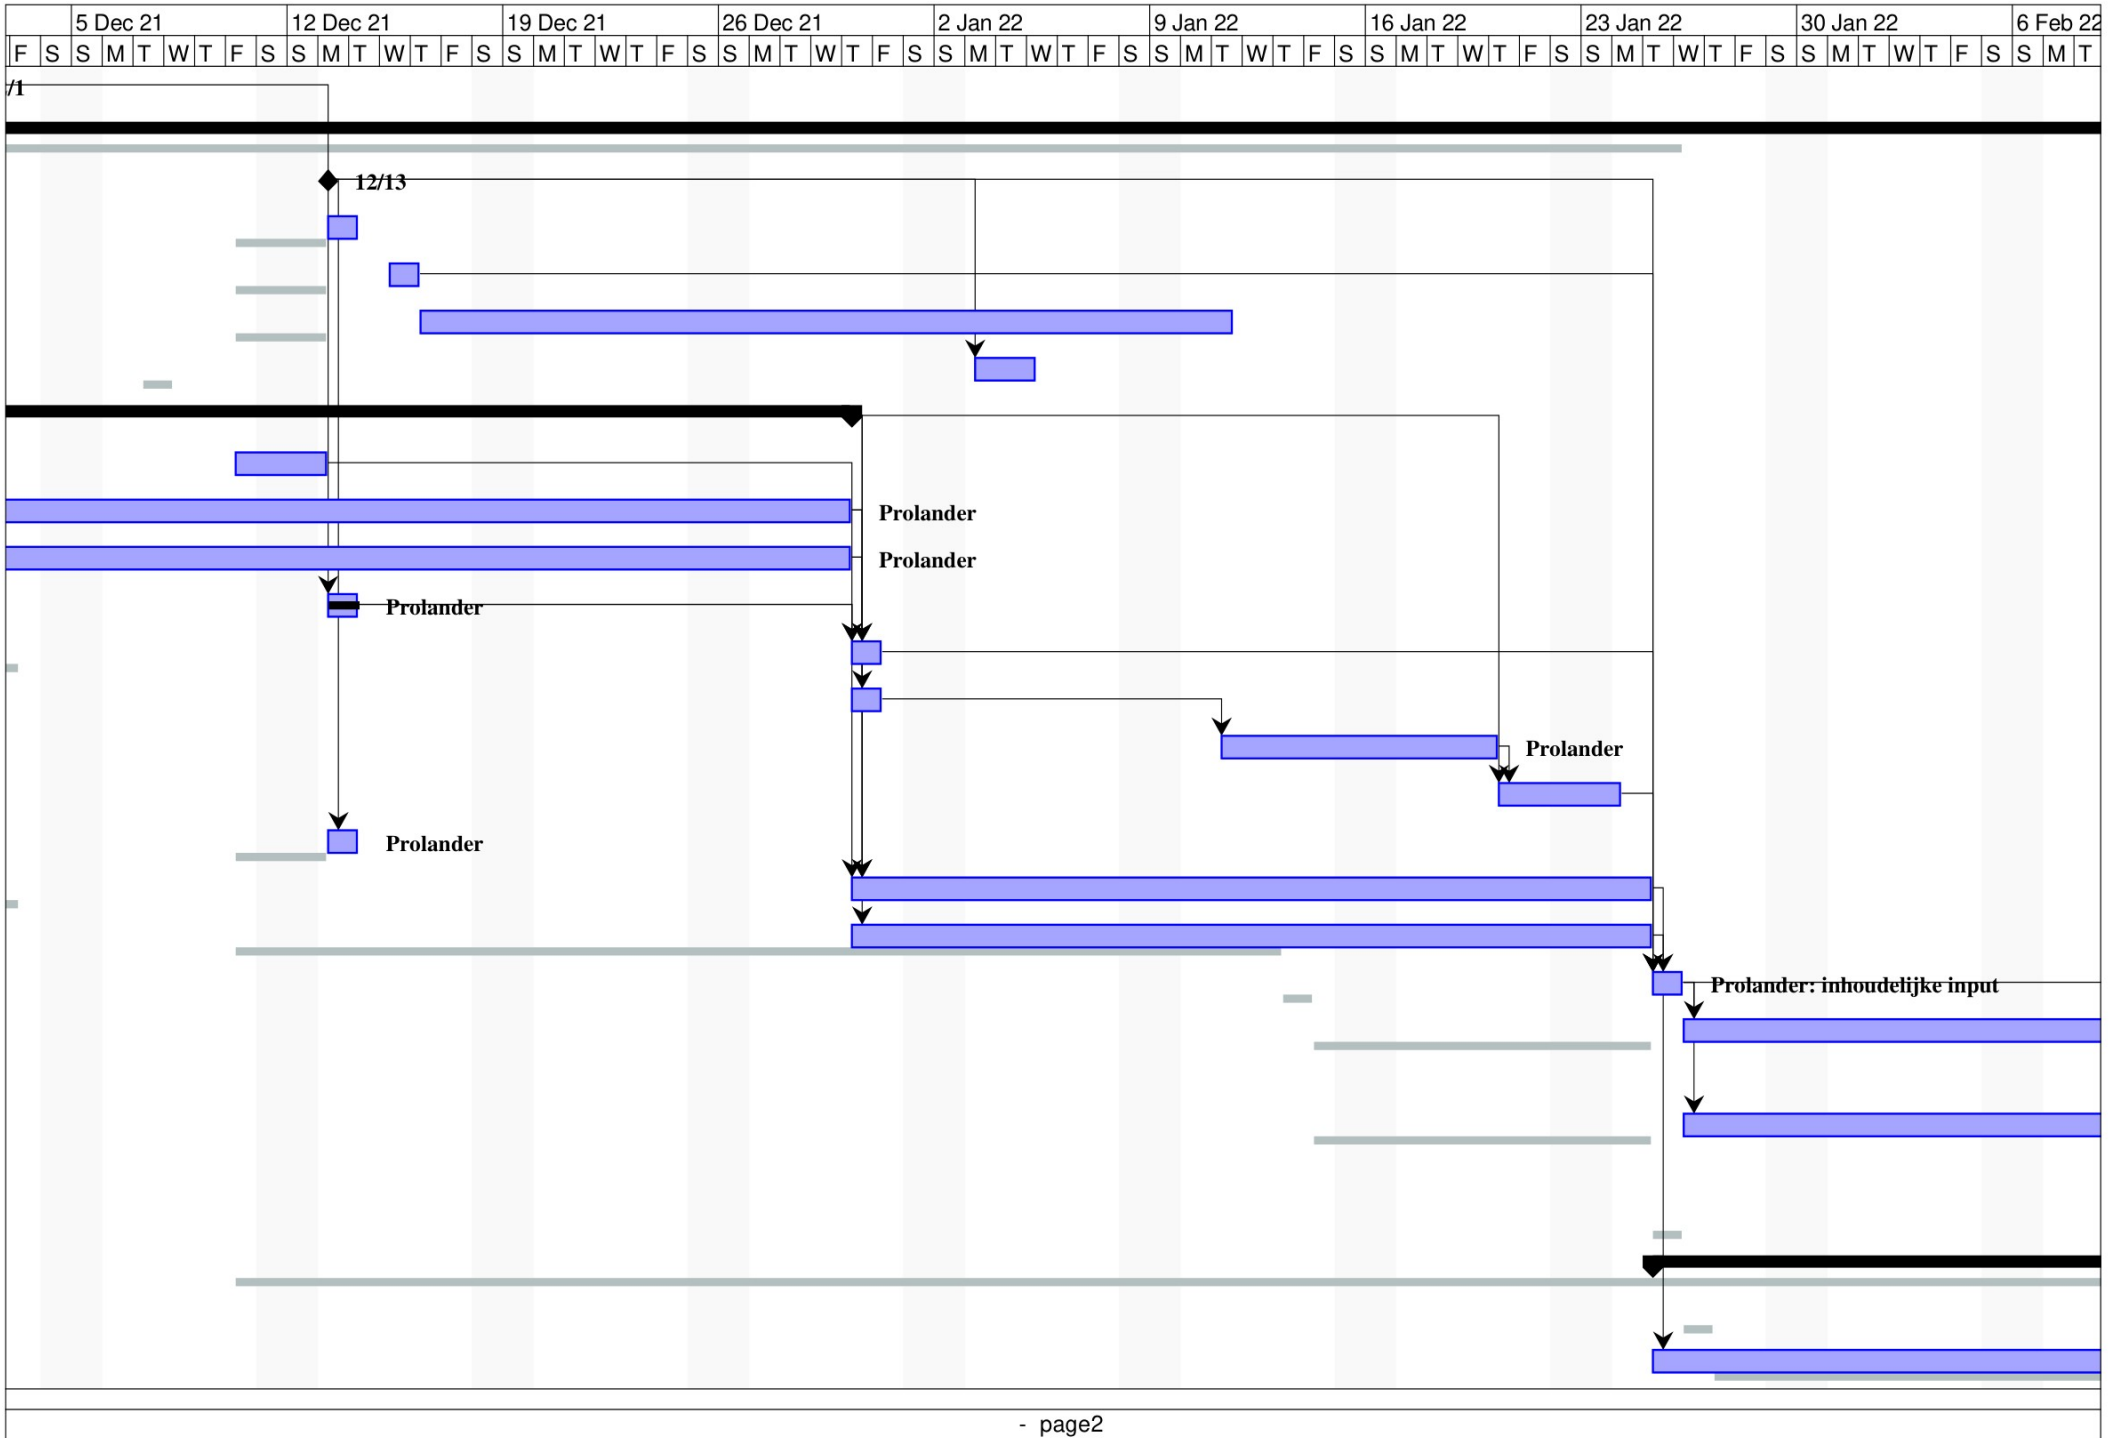 5 Dec 21 12 Dec 21 19 Dec 21 26 Dec 21 2 Jan 22 9 Jan 22 16 Jan 22 23 Jan 22 30 Jan 22 6 Feb 22
F S S M T W T F S S M T W T F S S M T W T F S S M T W T F S S M T W T F S S M T W T F S S M T W T F S S M T W T F S S M T W T F S S M T
/1
12/13
Prolander
Prolander
Prolander
Prolander
Prolander
Prolander: inhoudelijke input
- page2